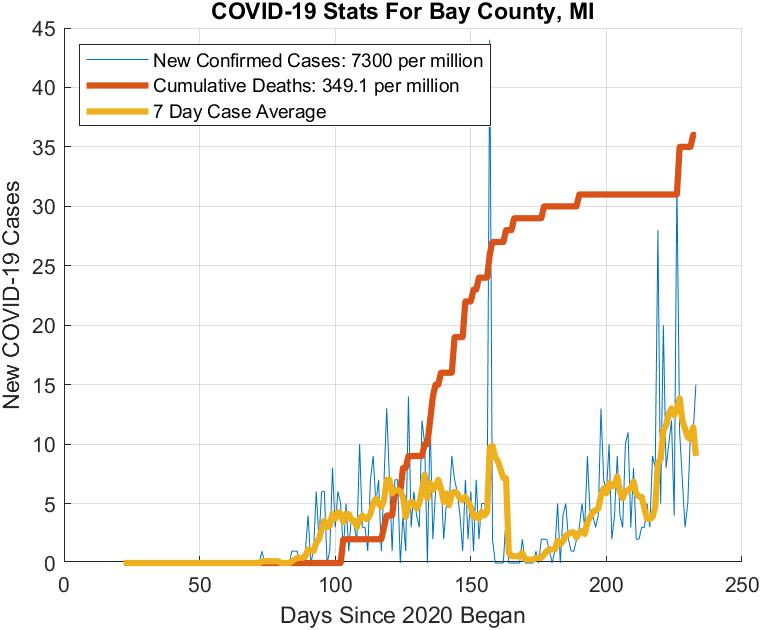 COVID-19 Stats For Bay County, MI
45
40
35
30
25
20
15
10
5
0
New COVID-19 Cases
New Confirmed Cases: 7300 per million
Cumulative Deaths: 349.1 per million
7 Day Case Average
0 50 100 150 200 250
Days Since 2020 Began